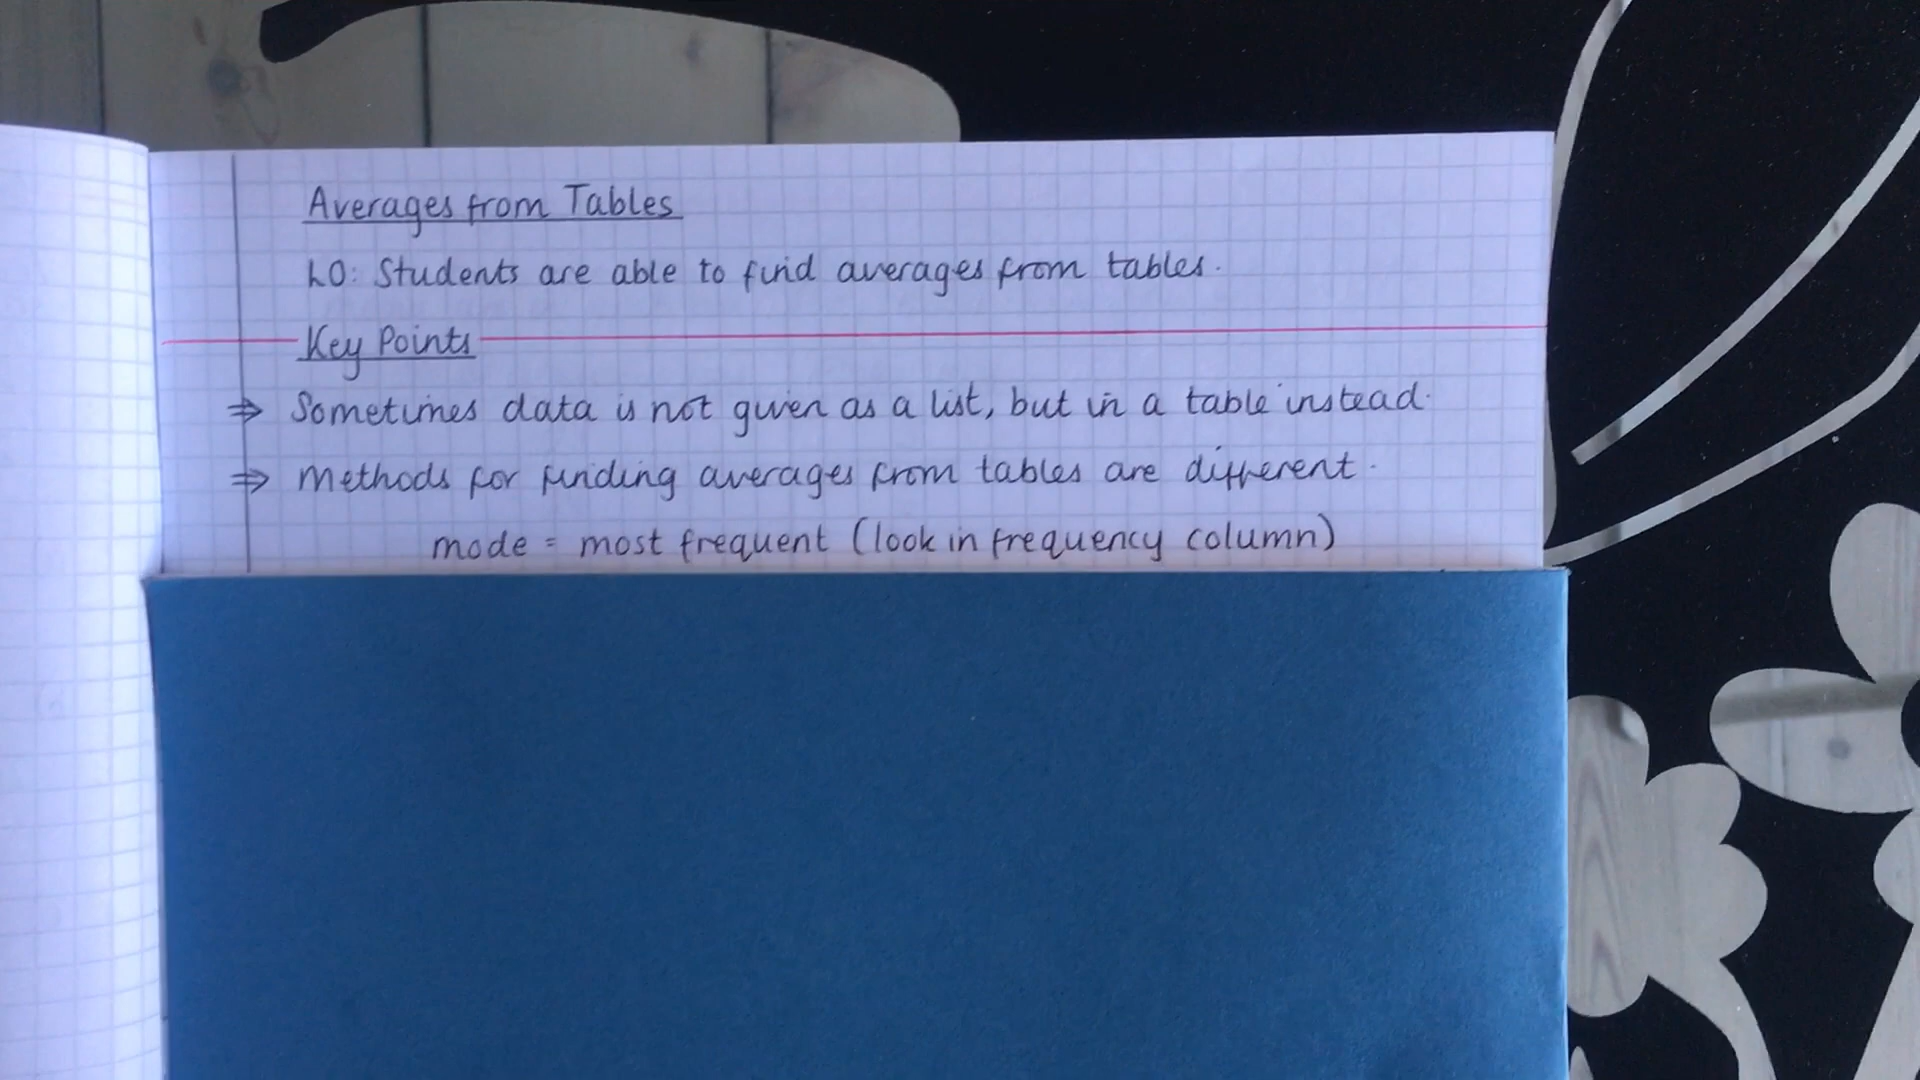 Averages from Tables
LO: Students are able to find averages from tables.
Key Points
⇒ Sometimes data is not given as a list, but in a table instead.
⇒ Methods for finding averages from tables are different.
mode = most frequent (look in frequency column)